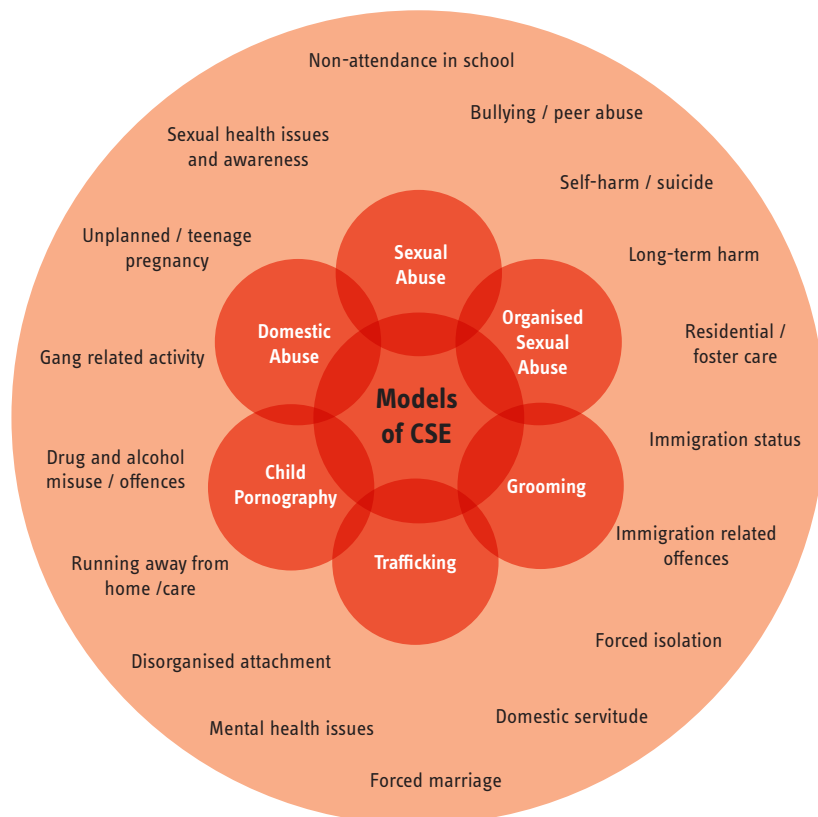 Non-attendance in school
Bullying / peer abuse
Sexual health issues
and awareness
Self-harm / suicide
Unplanned / teenage
pregnancy
Long-term harm
Sexual
Abuse
Domestic
Abuse
Organised
Sexual
Abuse
Gang related activity
Residential /
foster care
Models
of CSE
Immigration status
Drug and alcohol
misuse / offences
Child
Pornography
Grooming
Immigration related
offences
Trafficking
Running away from
home /care
Forced isolation
Disorganised attachment
Domestic servitude
Mental health issues
Forced marriage